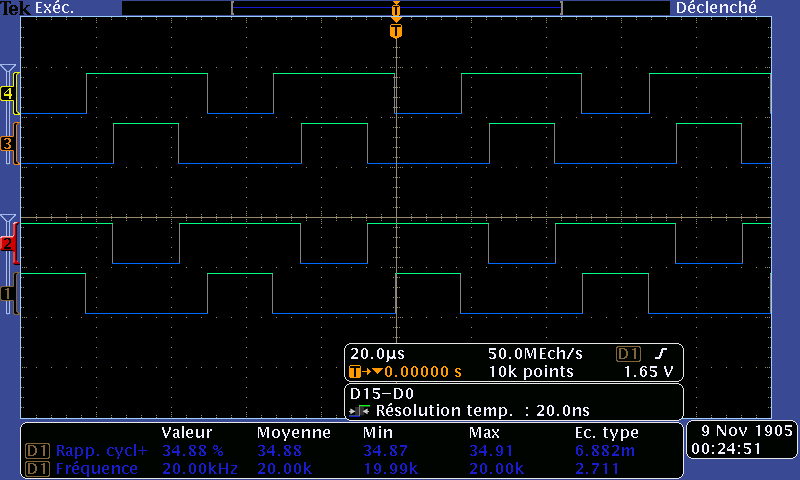 Tek Exéc. T Déclenché
T
4
3
2
1
20.0µs 50.0MEch/s D1
T→▼0.00000 s 10k points 1.65 V
D15-D0
Résolution temp. : 20.0ns
Valeur Moyenne Min Max Ec. type
D1 Rapp. cycl+ 34.88 % 34.88 34.87 34.91 6.882m
D1 Fréquence 20.00kHz 20.00k 19.99k 20.00k 2.711
9 Nov 1905
00:24:51